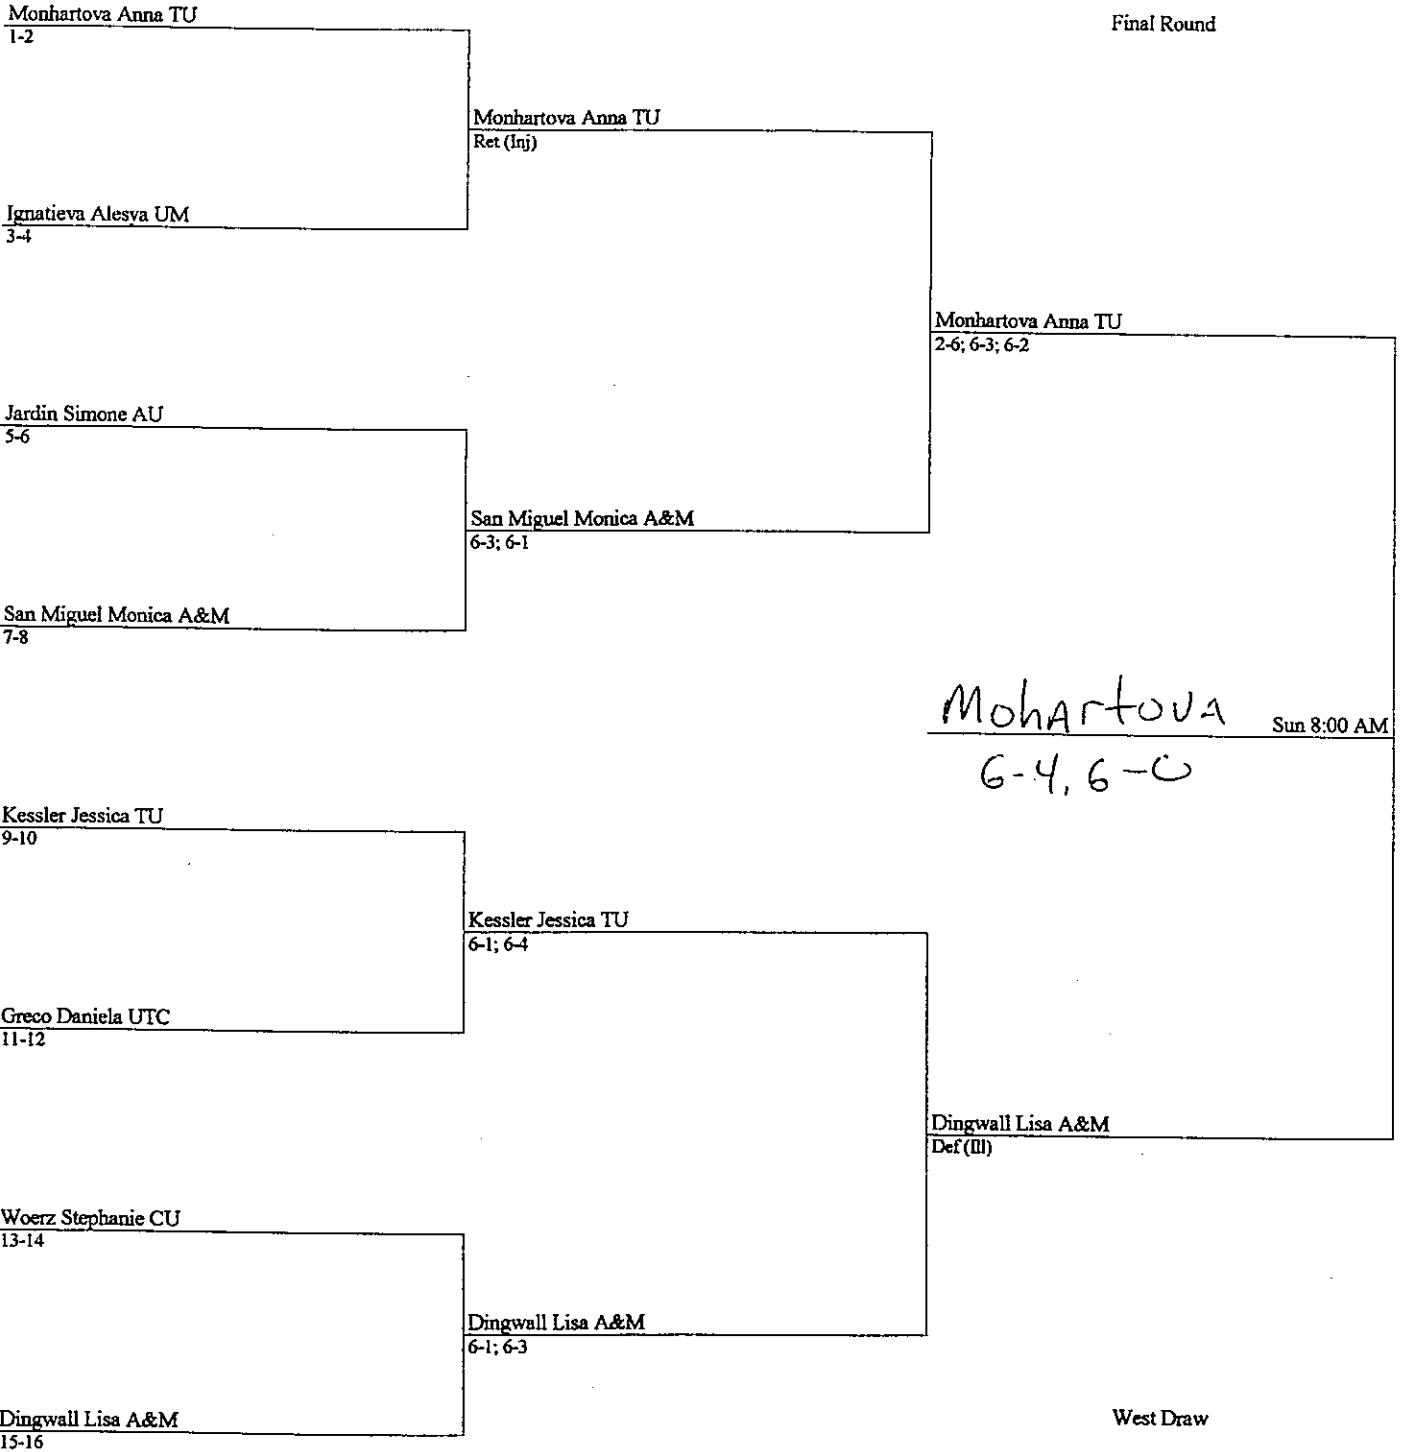 Monhartova Anna TU
1-2
Final Round
Monhartova Anna TU
Ret (Inj)
Ignatieva Alesya UM
3-4
Monhartova Anna TU
2-6; 6-3; 6-2
Jardin Simone AU
5-6
San Miguel Monica A&M
6-3; 6-1
San Miguel Monica A&M
7-8
Mohartova
Sun 8:00 AM
6-4, 6-0
Kessler Jessica TU
9-10
Kessler Jessica TU
6-1; 6-4
Greco Daniela UTC
11-12
Dingwall Lisa A&M
Def (Ill)
Woerz Stephanie CU
13-14
Dingwall Lisa A&M
6-1; 6-3
Dingwall Lisa A&M
15-16
West Draw